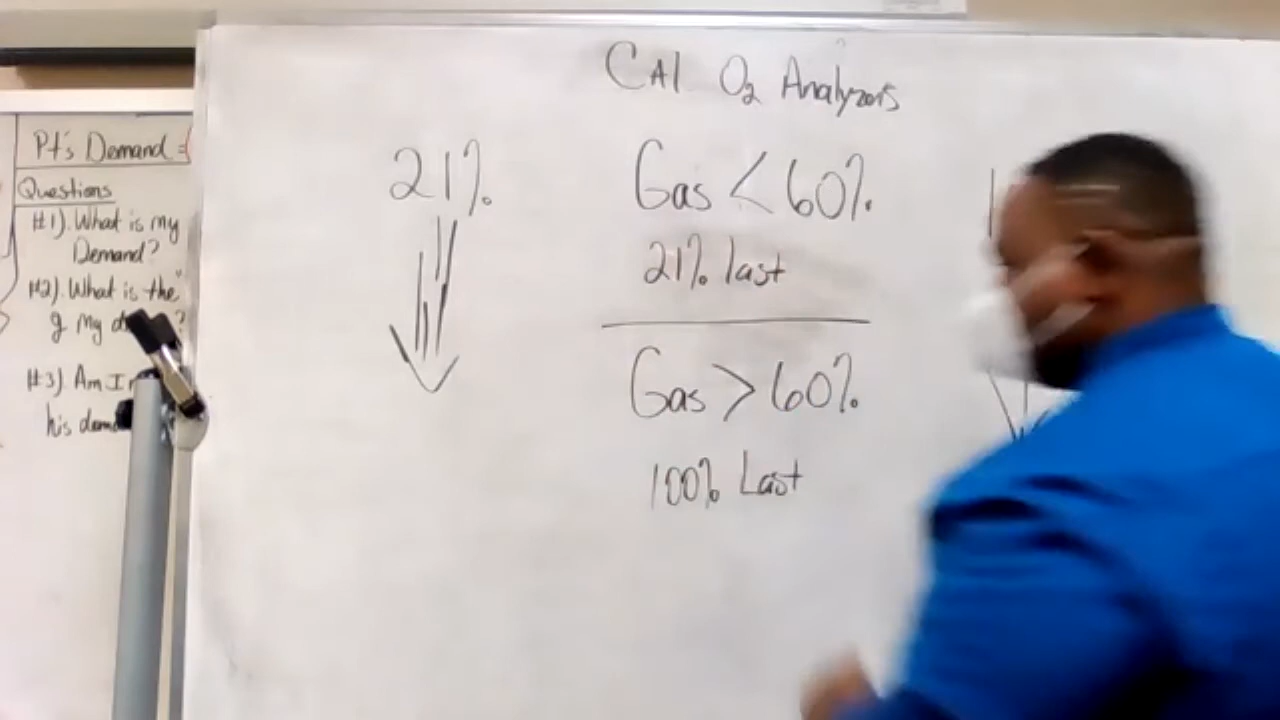 Pt's Demand =
Questions
#1). What is my
Demand?
#2). What is the
g my
?
#3). Am I
his
CAl O₂ Analyzers
21%.
Gas < 60%.
21% last
Gas > 60%.
100% Last